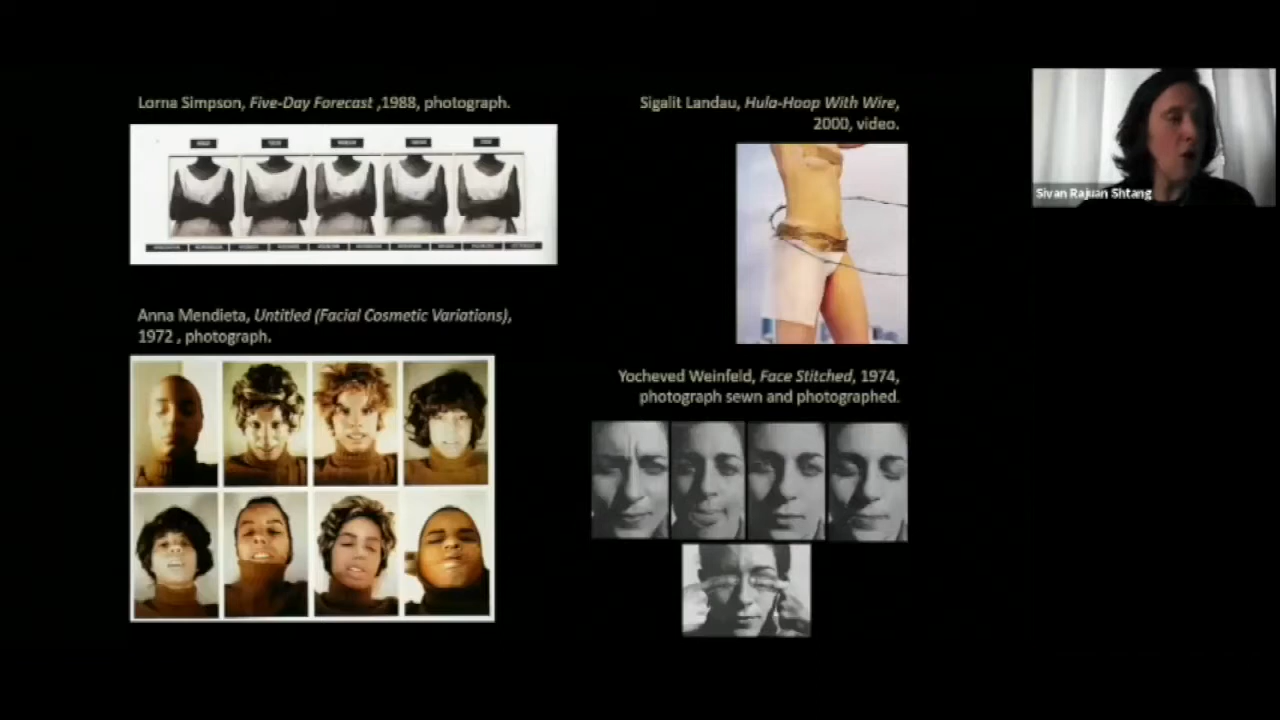 Lorna Simpson, Five-Day Forecast ,1988, photograph.
Sigalit Landau, Hula-Hoop With Wire,
2000, video.
Sivan Rajuan Shtang
Anna Mendieta, Untitled (Facial Cosmetic Variations),
1972 , photograph.
Yocheved Weinfeld, Face Stitched, 1974,
photograph sewn and photographed.